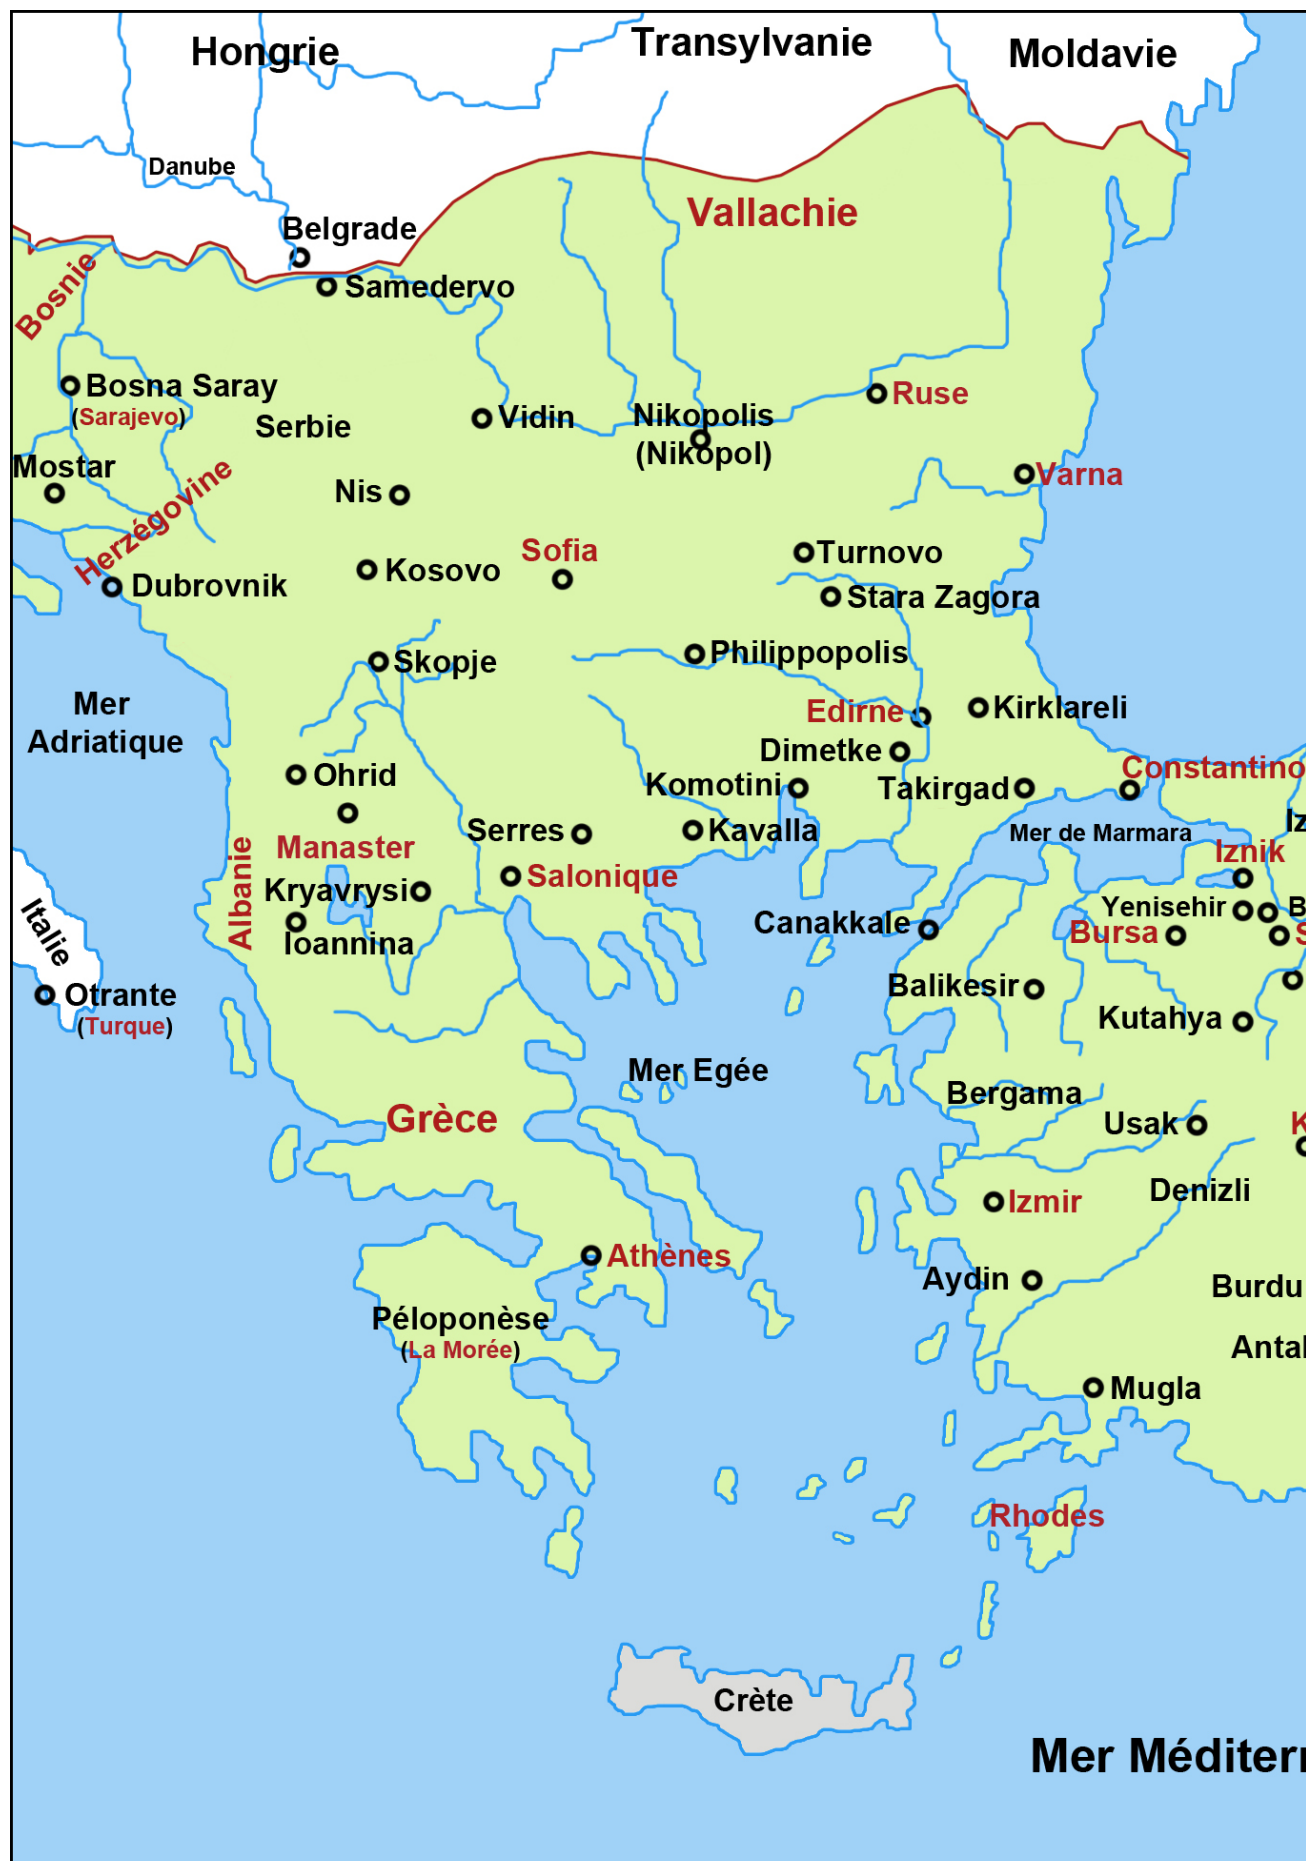 Hongrie
Transylvanie
Moldavie
Danube
Belgrade
Vallachie
Samedervo
Bosnie
Bosna Saray
(Sarajevo)
Serbie
Vidin
Nikopolis
(Nikopol)
Ruse
Mostar
Nis
Varna
Herzégovine
Sofia
Turnovo
Kosovo
Dubrovnik
Stara Zagora
Skopje
Philippopolis
Mer
Adriatique
Edirne
Kirklareli
Dimetke
Ohrid
Komotini
Takirgad
Constantino
Serres
Kavalla
Mer de Marmara
Iz
Manaster
Iznik
Albanie
Salonique
Kryavrysi
Yenisehir
B
Italie
Ioannina
Canakkale
Bursa
S
Otrante
(Turque)
Balikesir
Kutahya
Mer Egée
Bergama
Grèce
Usak
K
Izmir
Denizli
Athènes
Aydin
Burdu
Péloponèse
(La Morée)
Antal
Mugla
Rhodes
Crète
Mer Méditerr